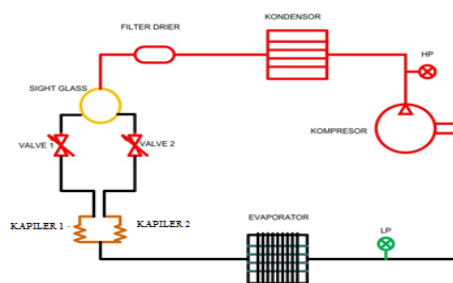 FILTER DRIER
KONDENSOR
HP
SIGHT GLASS
KOMPRESOR
VALVE 1
VALVE 2
KAPILER 1
KAPILER 2
EVAPORATOR
LP